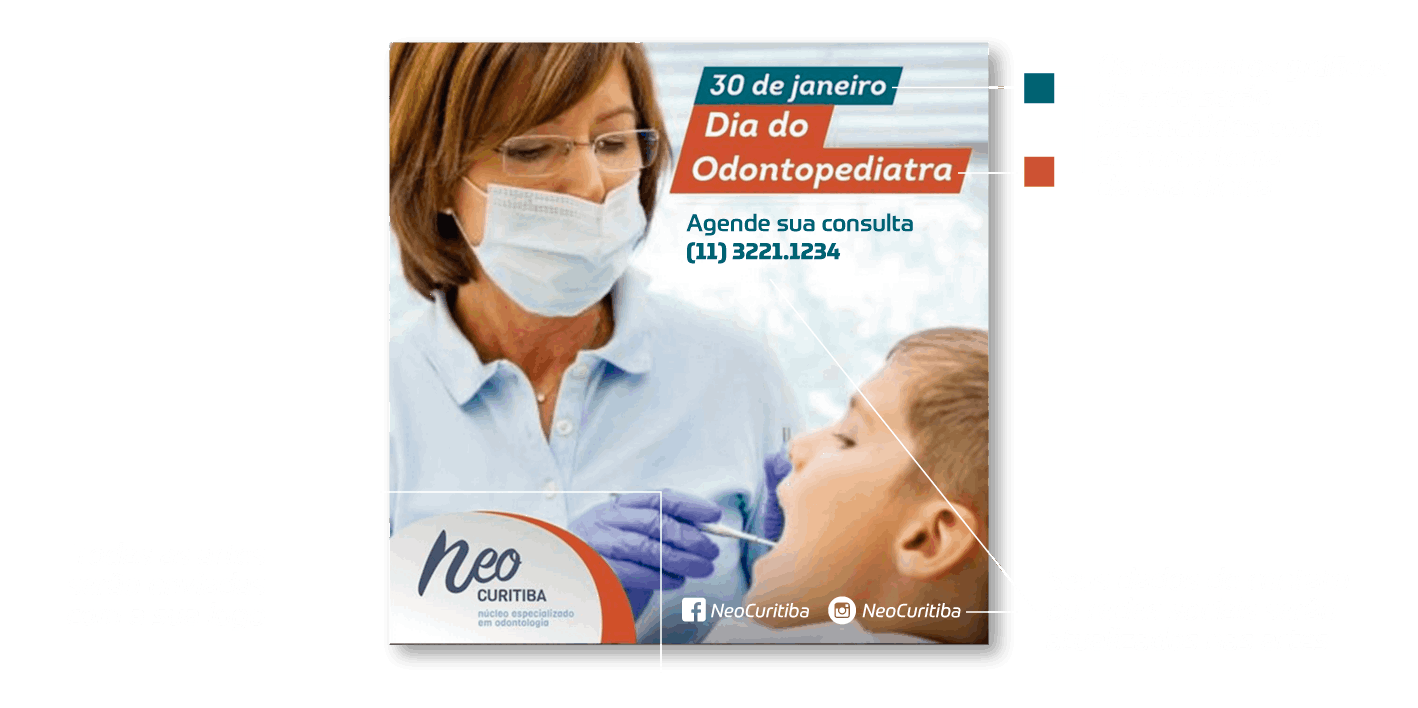 30 de janeiro
Dia do
Odontopediatra
Agende sua consulta
(11) 3221.1234
neo
CURITIBA
núcleo especializado
em odontologia
NeoCuritiba NeoCuritiba